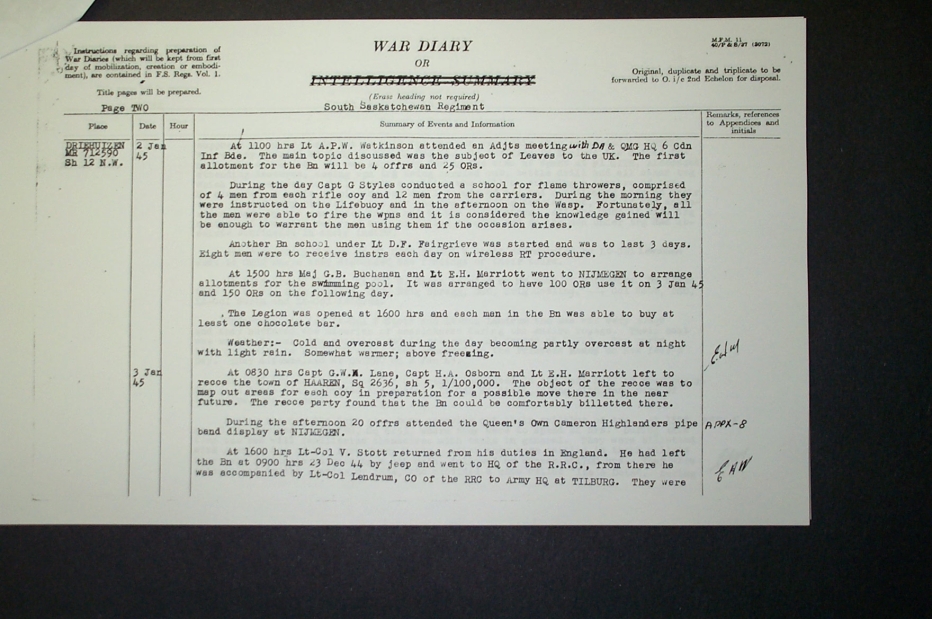 Instructions regarding preparation of
War Diaries (which will be kept from first
day of mobilization, creation or embodi-
ment), are contained in F.S. Regs. Vol. 1.
Title pages will be prepared.
WAR DIARY
OR
INTELLIGENCE SUMMARY
(Erase heading not required)
M.F.M. 11
Original, duplicate and triplicate to be
forwarded to O. i/c 2nd Echelon for disposal.
Page TWO
South Saskatchewan Regiment
Place
Date
Hour
Summary of Events and Information
Remarks, references
to Appendices and
initials
DRIEHUIZEN
MR 712590
Sh 12 N.W.
2 Jan
45
At 1100 hrs Lt A.P.W. Watkinson attended an Adjts meeting with DA & QMG HQ 6 Cdn
Inf Bde. The main topic discussed was the subject of Leaves to the UK. The first
allotment for the Bn will be 4 offrs and 25 ORs.
During the day Capt G Styles conducted a school for flame throwers, comprised
of 4 men from each rifle coy and 12 men from the carriers. During the morning they
were instructed on the Lifebuoy and in the afternoon on the Wasp. Fortunately, all
the men were able to fire the wpns and it is considered the knowledge gained will
be enough to warrant the men using them if the occasion arises.
Another Bn school under Lt D.F. Fairgrieve was started and was to last 3 days.
Eight men were to receive instrs each day on wireless RT procedure.
At 1500 hrs Maj G.B. Buchanan and Lt E.H. Marriott went to NIJMEGEN to arrange
allotments for the swimming pool. It was arranged to have 100 ORs use it on 3 Jan 45
and 150 ORs on the following day.
The Legion was opened at 1600 hrs and each man in the Bn was able to buy at
least one chocolate bar.
Weather:- Cold and overcast during the day becoming partly overcast at night
with light rain. Somewhat warmer; above freezing.
3 Jan
45
At 0830 hrs Capt G.W.M. Lane, Capt H.A. Osborn and Lt E.H. Marriott left to
recce the town of HAAREN, Sq 2636, sh 5, 1/100,000. The object of the recce was to
map out areas for each coy in preparation for a possible move there in the near
future. The recce party found that the Bn could be comfortably billetted there.
During the afternoon 20 offrs attended the Queen's Own Cameron Highlanders pipe
band display at NIJMEGEN.
APPX-8
At 1600 hrs Lt-Col V. Stott returned from his duties in England. He had left
the Bn at 0900 hrs 23 Dec 44 by jeep and went to HQ of the R.R.C., from there he
was accompanied by Lt-Col Lendrum, CO of the RRC to Army HQ at TILBURG. They were